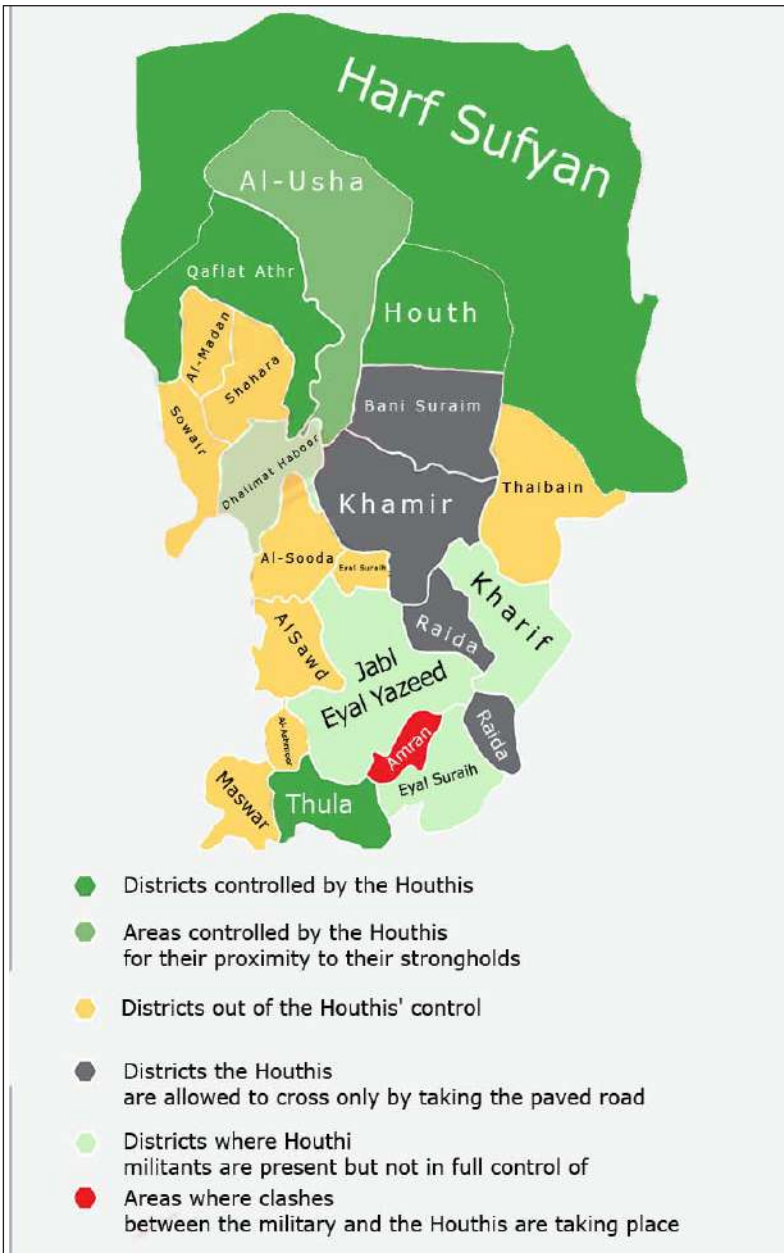 Harf Sufyan
Al-Usha
Qaflat Athr
Houth
Al-Madan
Shahara
Bani Suraim
Sowair
Dhaiimat Haboor
Khamir
Thaibain
Al-Sooda
Eyal Suraih
Kharif
AlSawd
Raida
Jabl
Eyal Yazeed
Raida
Al-Ashmoor
Amran
Eyal Suraih
Maswar
Thula
Districts controlled by the Houthis
Areas controlled by the Houthis
for their proximity to their strongholds
Districts out of the Houthis' control
Districts the Houthis
are allowed to cross only by taking the paved road
Districts where Houthi
militants are present but not in full control of
Areas where clashes
between the military and the Houthis are taking place